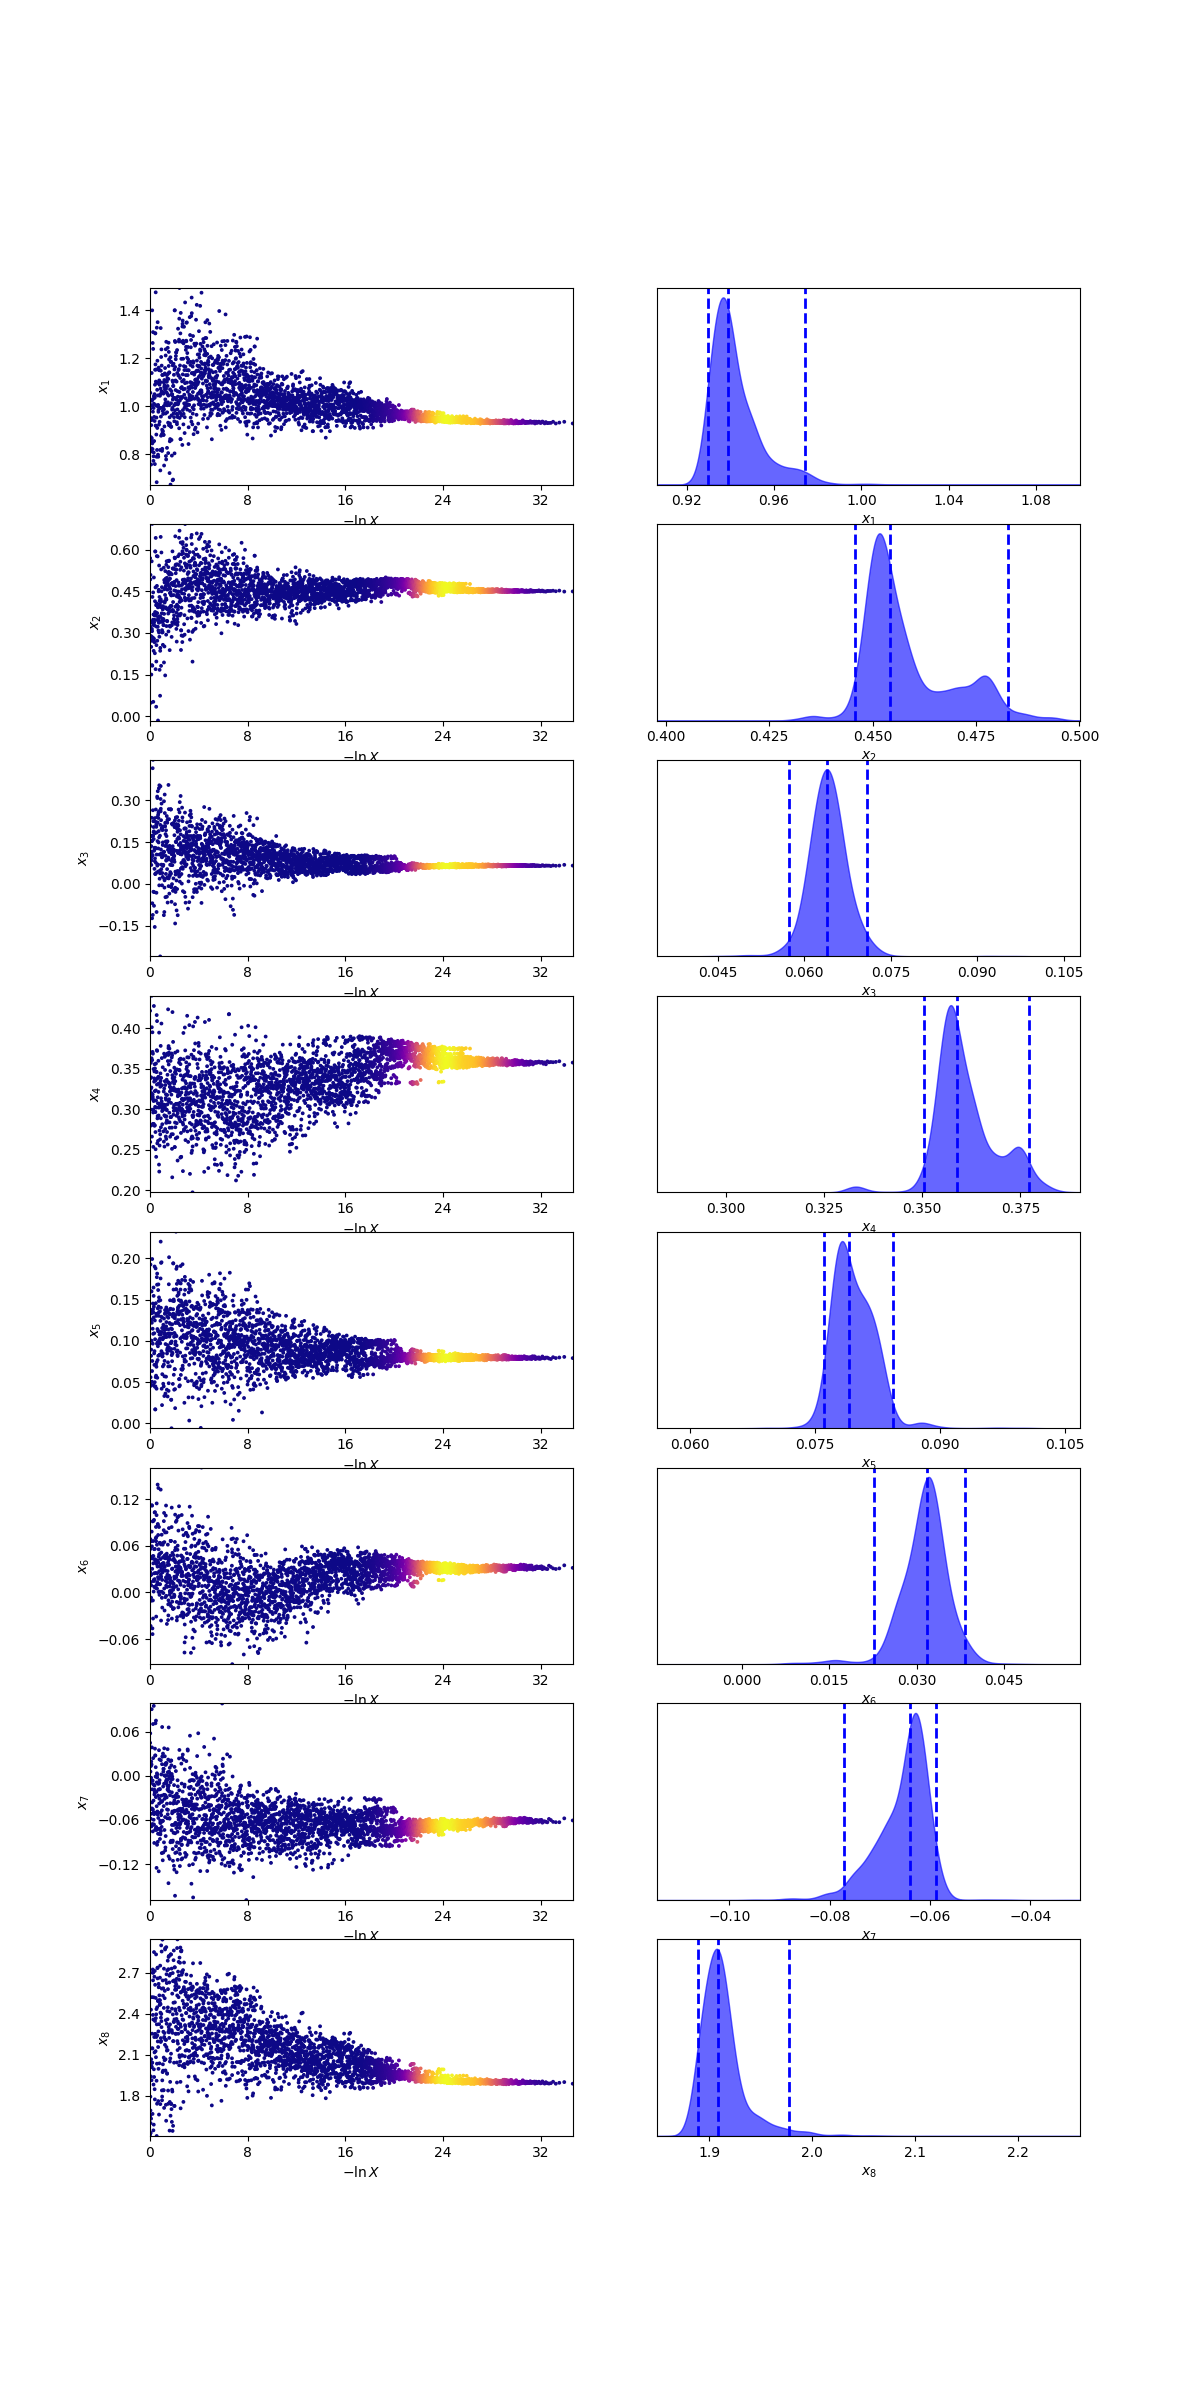 1.4
1.2
1.0
0.8
x₁
0 8 16 24 32
−ln X
0.92 0.96 1.00 1.04 1.08
x₁
0.60
0.45
0.30
0.15
0.00
x₂
0 8 16 24 32
−ln X
0.400 0.425 0.450 0.475 0.500
x₂
0.30
0.15
0.00
−0.15
x₃
0 8 16 24 32
−ln X
0.045 0.060 0.075 0.090 0.105
x₃
0.40
0.35
0.30
0.25
0.20
x₄
0 8 16 24 32
−ln X
0.300 0.325 0.350 0.375
x₄
0.20
0.15
0.10
0.05
0.00
x₅
0 8 16 24 32
−ln X
0.060 0.075 0.090 0.105
x₅
0.12
0.06
0.00
−0.06
x₆
0 8 16 24 32
−ln X
0.000 0.015 0.030 0.045
x₆
0.06
0.00
−0.06
−0.12
x₇
0 8 16 24 32
−ln X
−0.10 −0.08 −0.06 −0.04
x₇
2.7
2.4
2.1
1.8
x₈
0 8 16 24 32
−ln X
1.9 2.0 2.1 2.2
x₈